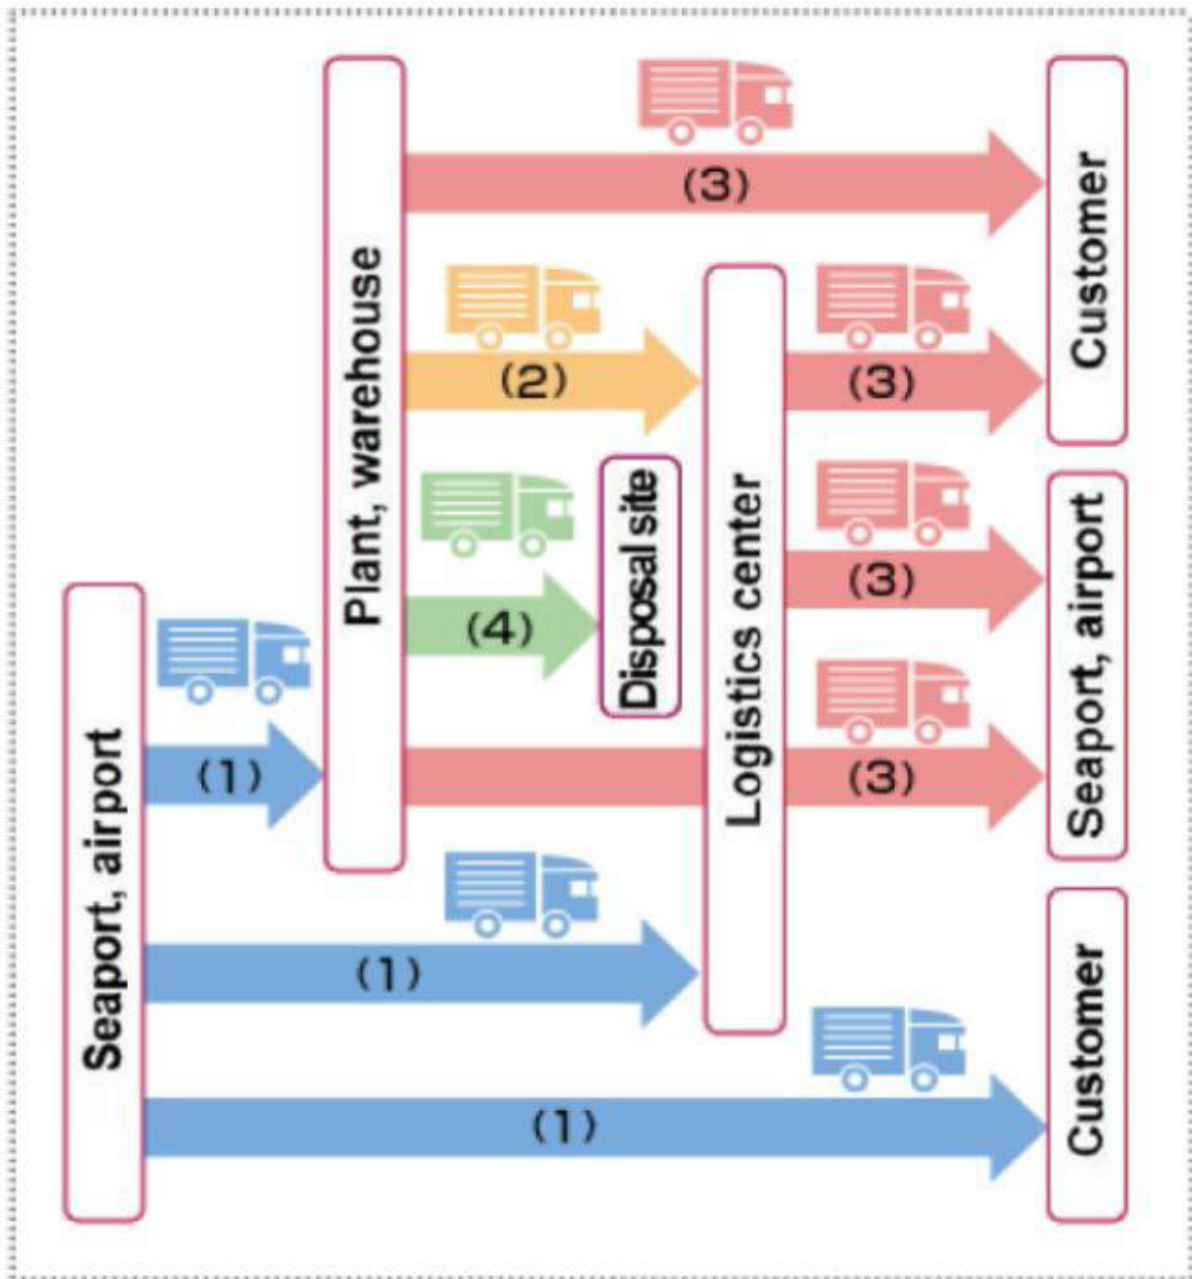 (3)
Customer
Plant, warehouse
(2)
(3)
Disposal site
Logistics center
(3)
Seaport, airport
(4)
Seaport, airport
(1)
(3)
(1)
Customer
(1)